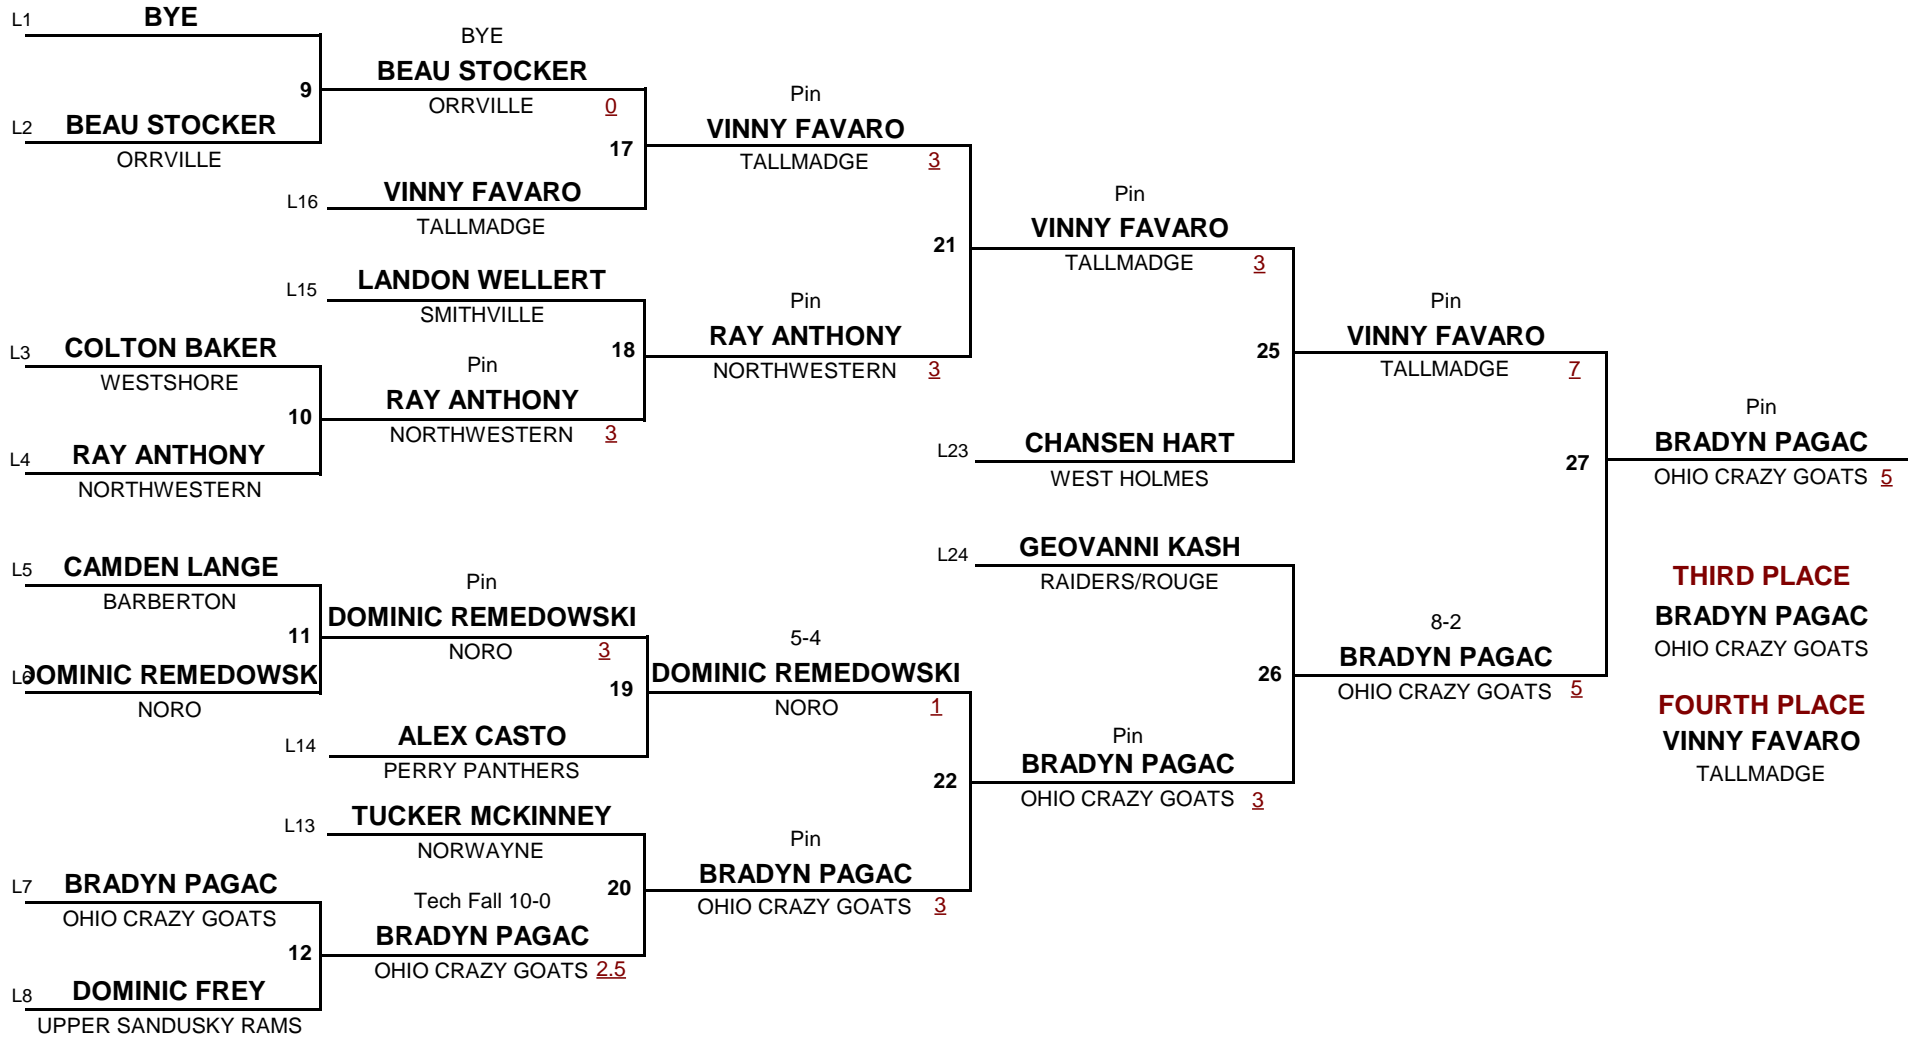 L1 BYE
BYE
BEAU STOCKER
9
ORRVILLE 0
L2 BEAU STOCKER
ORRVILLE
Pin
VINNY FAVARO
17
TALLMADGE 3
L16 VINNY FAVARO
TALLMADGE
Pin
VINNY FAVARO
21
TALLMADGE 3
L15 LANDON WELLERT
SMITHVILLE
Pin
RAY ANTHONY
18
NORTHWESTERN 3
L3 COLTON BAKER
WESTSHORE
Pin
RAY ANTHONY
10
NORTHWESTERN 3
L4 RAY ANTHONY
NORTHWESTERN
Pin
VINNY FAVARO
25
TALLMADGE 7
L23 CHANSEN HART
WEST HOLMES
Pin
BRADYN PAGAC
27
OHIO CRAZY GOATS 5
L24 GEOVANNI KASH
RAIDERS/ROUGE
L5 CAMDEN LANGE
BARBERTON
Pin
DOMINIC REMEDOWSKI
11
NORO 3
L6 DOMINIC REMEDOWSK
NORO
5-4
DOMINIC REMEDOWSKI
19
NORO 1
L14 ALEX CASTO
PERRY PANTHERS
8-2
BRADYN PAGAC
26
OHIO CRAZY GOATS 5
Pin
BRADYN PAGAC
22
OHIO CRAZY GOATS 3
L13 TUCKER MCKINNEY
NORWAYNE
Pin
BRADYN PAGAC
20
OHIO CRAZY GOATS 3
L7 BRADYN PAGAC
OHIO CRAZY GOATS
Tech Fall 10-0
BRADYN PAGAC
12
OHIO CRAZY GOATS 2.5
L8 DOMINIC FREY
UPPER SANDUSKY RAMS
THIRD PLACE
BRADYN PAGAC
OHIO CRAZY GOATS
FOURTH PLACE
VINNY FAVARO
TALLMADGE